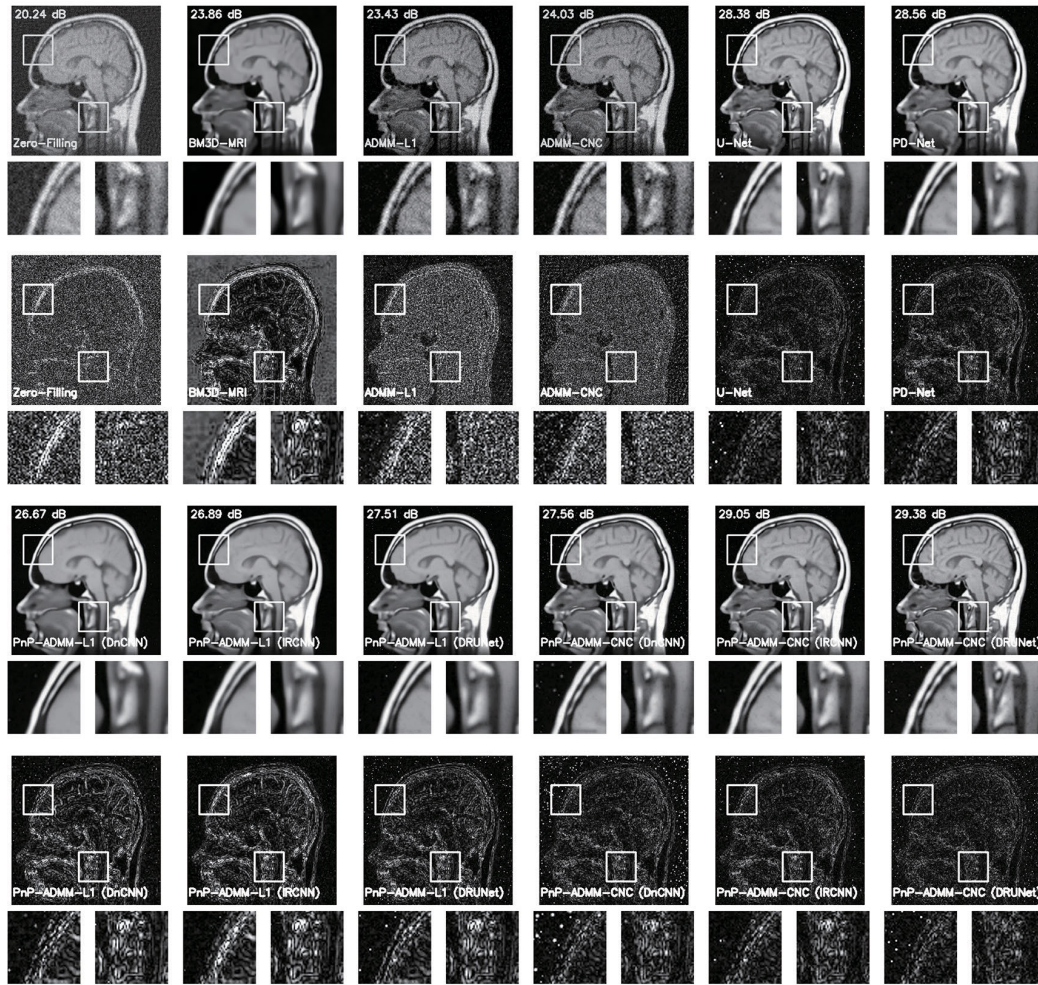 20.24 dB
23.86 dB
23.43 dB
24.03 dB
28.38 dB
28.56 dB
Zero-Filling
BM3D-MRI
ADMM-L1
ADMM-CNC
U-Net
PD-Net
Zero-Filling
BM3D-MRI
ADMM-L1
ADMM-CNC
U-Net
PD-Net
26.67 dB
26.89 dB
27.51 dB
27.56 dB
29.05 dB
29.38 dB
PnP-ADMM-L1 (DnCNN)
PnP-ADMM-L1 (IRCNN)
PnP-ADMM-L1 (DRUNet)
PnP-ADMM-CNC (DnCNN)
PnP-ADMM-CNC (IRCNN)
PnP-ADMM-CNC (DRUNet)
PnP-ADMM-L1 (DnCNN)
PnP-ADMM-L1 (IRCNN)
PnP-ADMM-L1 (DRUNet)
PnP-ADMM-CNC (DnCNN)
PnP-ADMM-CNC (IRCNN)
PnP-ADMM-CNC (DRUNet)